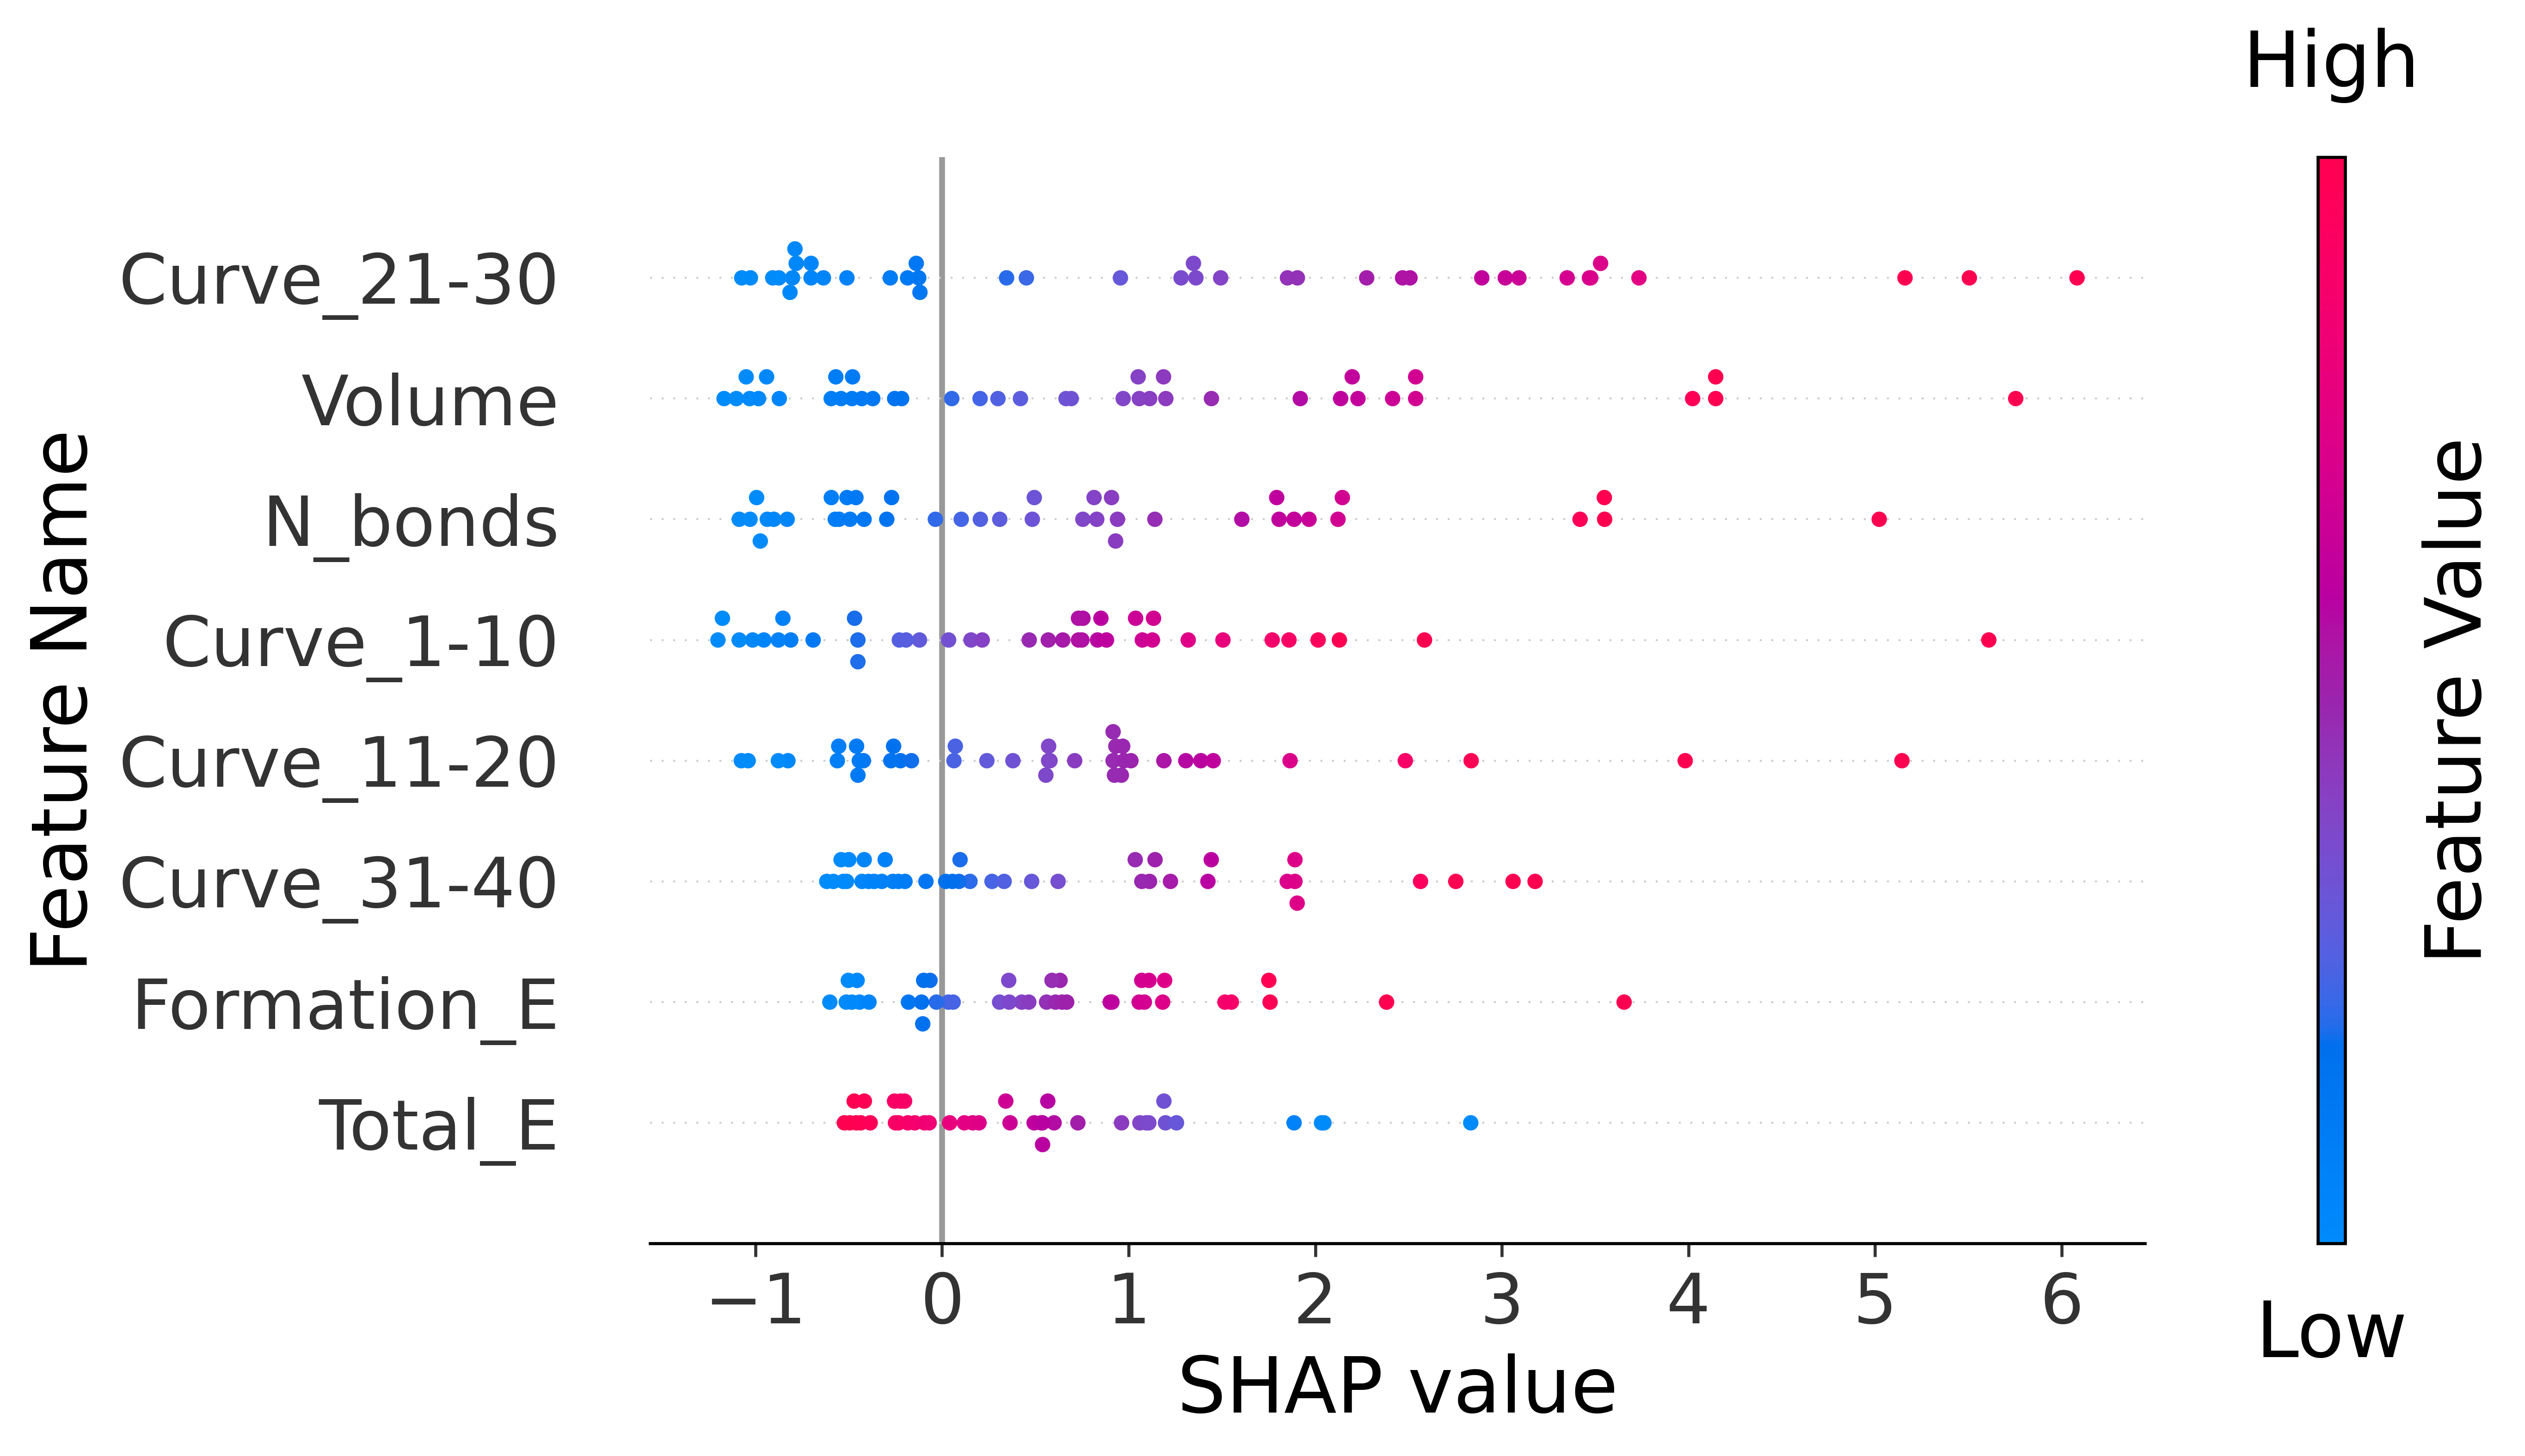 High
Curve_21-30
Volume
N_bonds
Curve_1-10
Curve_11-20
Curve_31-40
Formation_E
Total_E
Feature Name
Feature Value
−1 0 1 2 3 4 5 6
Low
SHAP value